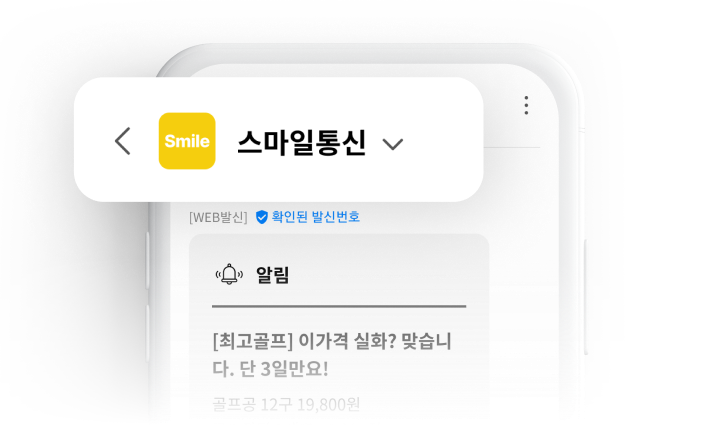 Smile 스마일통신
[WEB발신] 확인된 발신번호
알림
[최고골프] 이가격 실화? 맞습니
다. 단 3일만요!
골프공 12구 19,800원